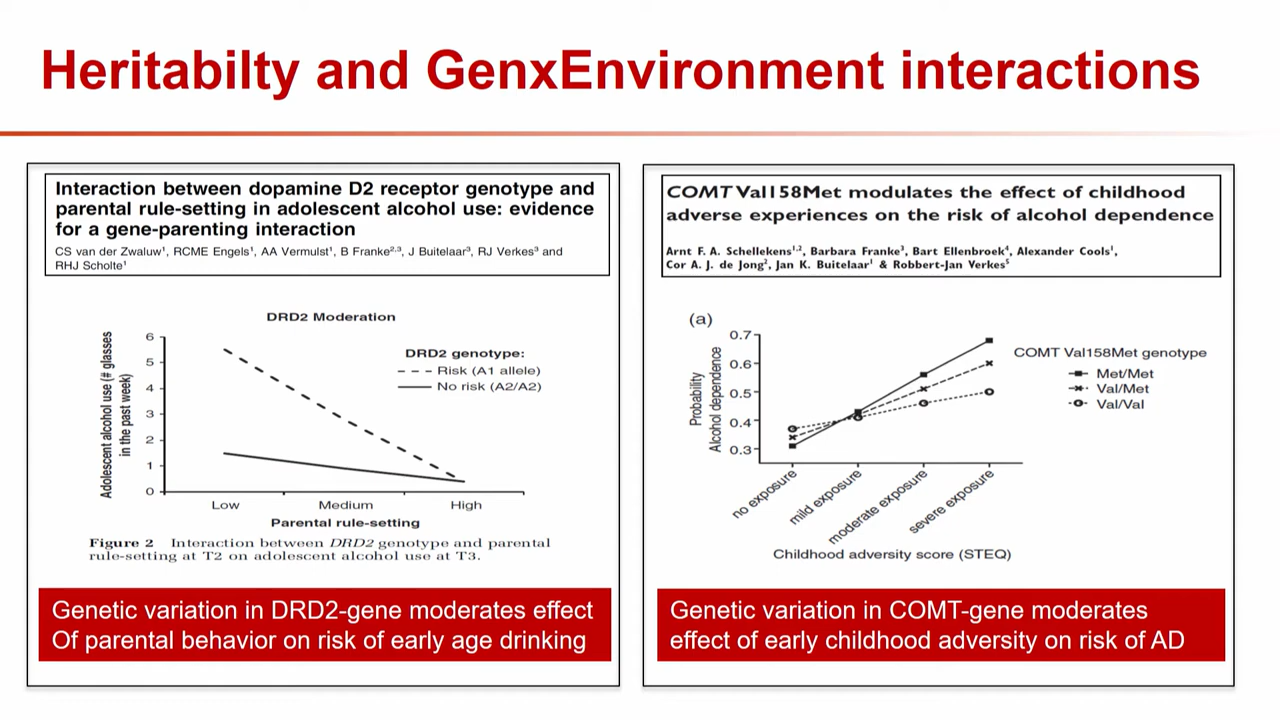 Heritabilty and GenxEnvironment interactions
Interaction between dopamine D2 receptor genotype and
parental rule-setting in adolescent alcohol use: evidence
for a gene-parenting interaction
CS van der Zwaluw¹, RCME Engels¹, AA Vermulst¹, B Franke²,³, J Buitelaar³, RJ Verkes³ and
RHJ Scholte¹
DRD2 Moderation
Adolescent alcohol use (# glasses
in the past week)
6
5
4
3
2
1
0
DRD2 genotype:
Risk (A1 allele)
No risk (A2/A2)
Low Medium High
Parental rule-setting
Figure 2 Interaction between DRD2 genotype and parental
rule-setting at T2 on adolescent alcohol use at T3.
Genetic variation in DRD2-gene moderates effect
Of parental behavior on risk of early age drinking
COMT Val158Met modulates the effect of childhood
adverse experiences on the risk of alcohol dependence
Arnt F. A. Schellekens¹,², Barbara Franke³, Bart Ellenbroek⁴, Alexander Cools¹,
Cor A. J. de Jong², Jan K. Buitelaar¹ & Robbert-Jan Verkes⁵
(a)
Probability
Alcohol dependence
0.7
0.6
0.5
0.4
0.3
COMT Val158Met genotype
Met/Met
Val/Met
Val/Val
no exposure
mild exposure
moderate exposure
severe exposure
Childhood adversity score (STEQ)
Genetic variation in COMT-gene moderates
effect of early childhood adversity on risk of AD